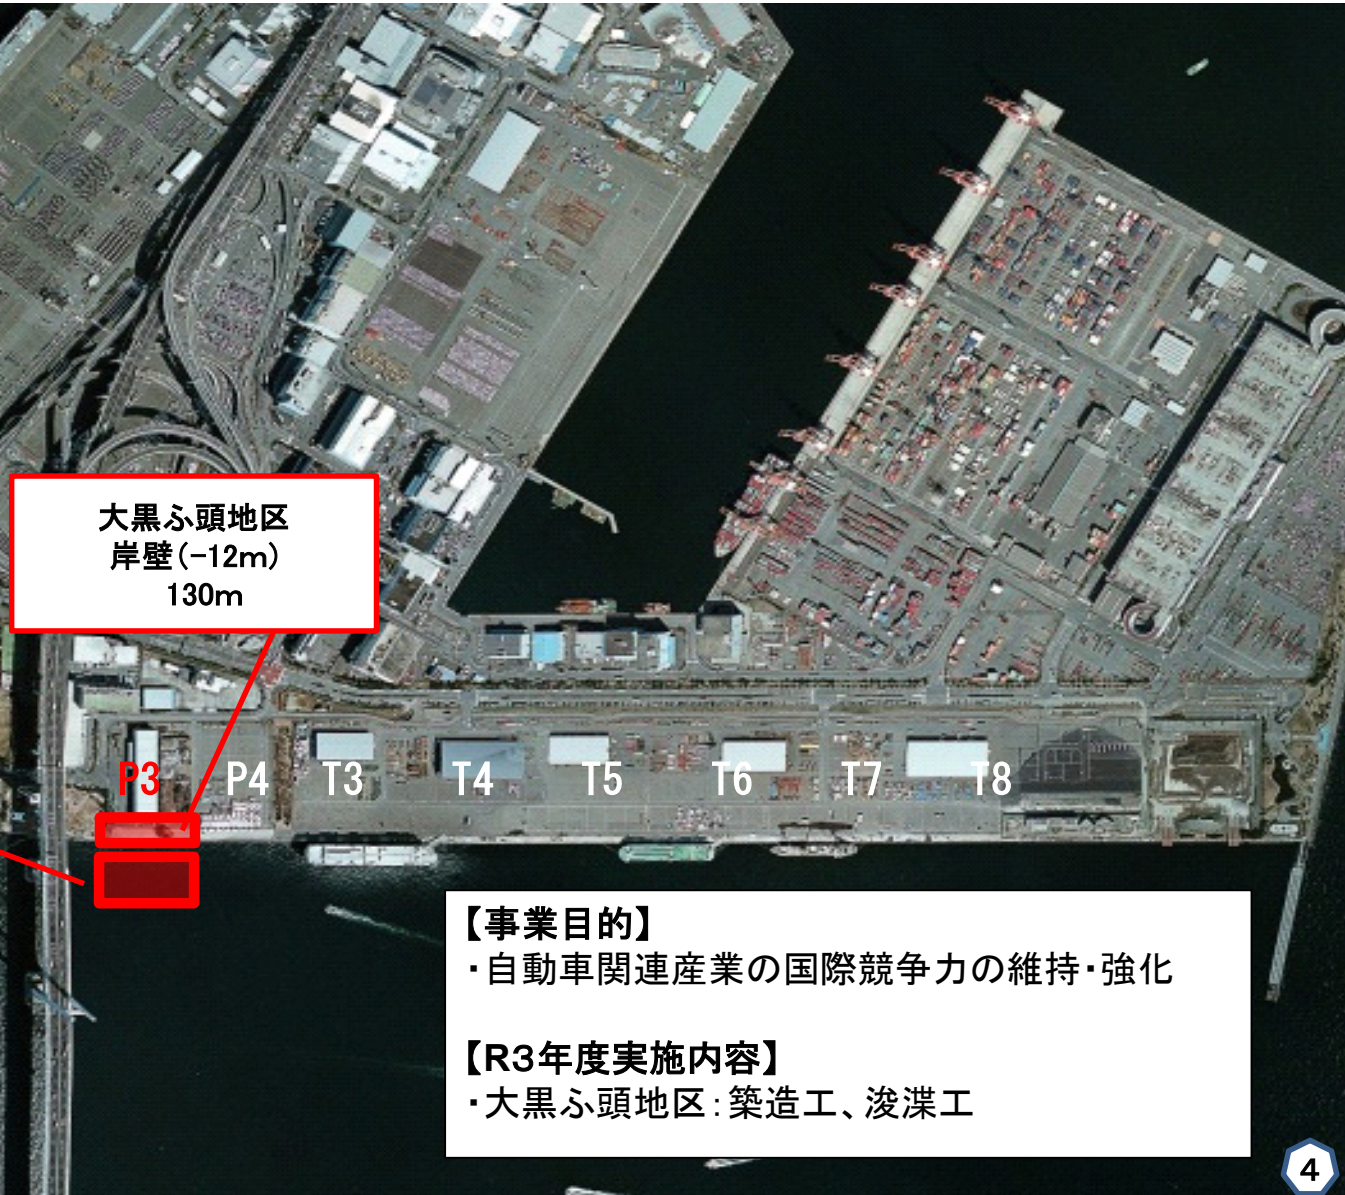 大黒ふ頭地区
岸壁(-12m)
130m
P3 P4 T3 T4 T5 T6 T7 T8
【事業目的】
・自動車関連産業の国際競争力の維持・強化
【R3年度実施内容】
・大黒ふ頭地区:築造工、浚渫工
4